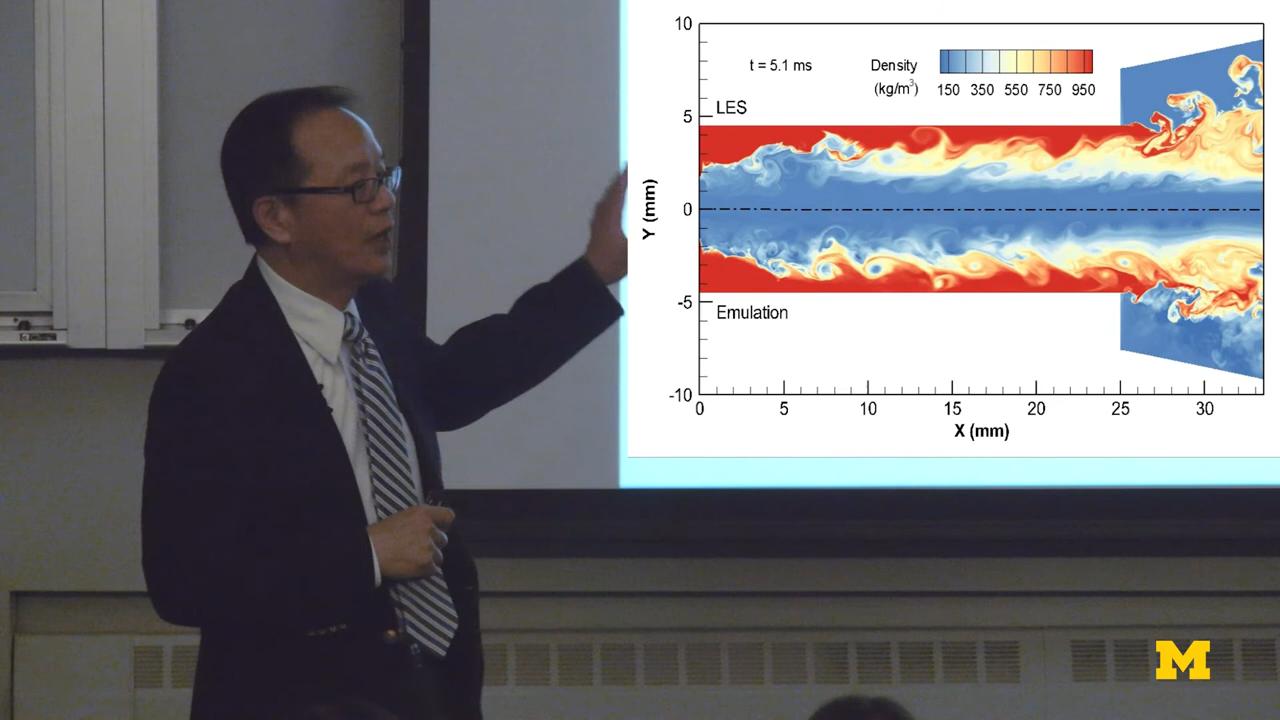 10
t = 5.1 ms
Density
(kg/m³)
150 350 550 750 950
LES
5
Y (mm)
0
-5
Emulation
-10
0 5 10 15 20 25 30
X (mm)
M